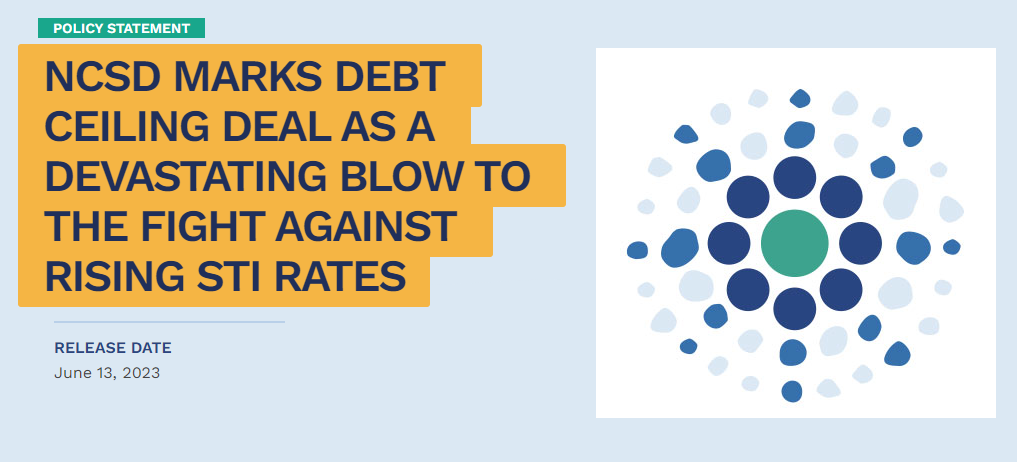 POLICY STATEMENT
NCSD MARKS DEBT
CEILING DEAL AS A
DEVASTATING BLOW TO
THE FIGHT AGAINST
RISING STI RATES
RELEASE DATE
June 13, 2023